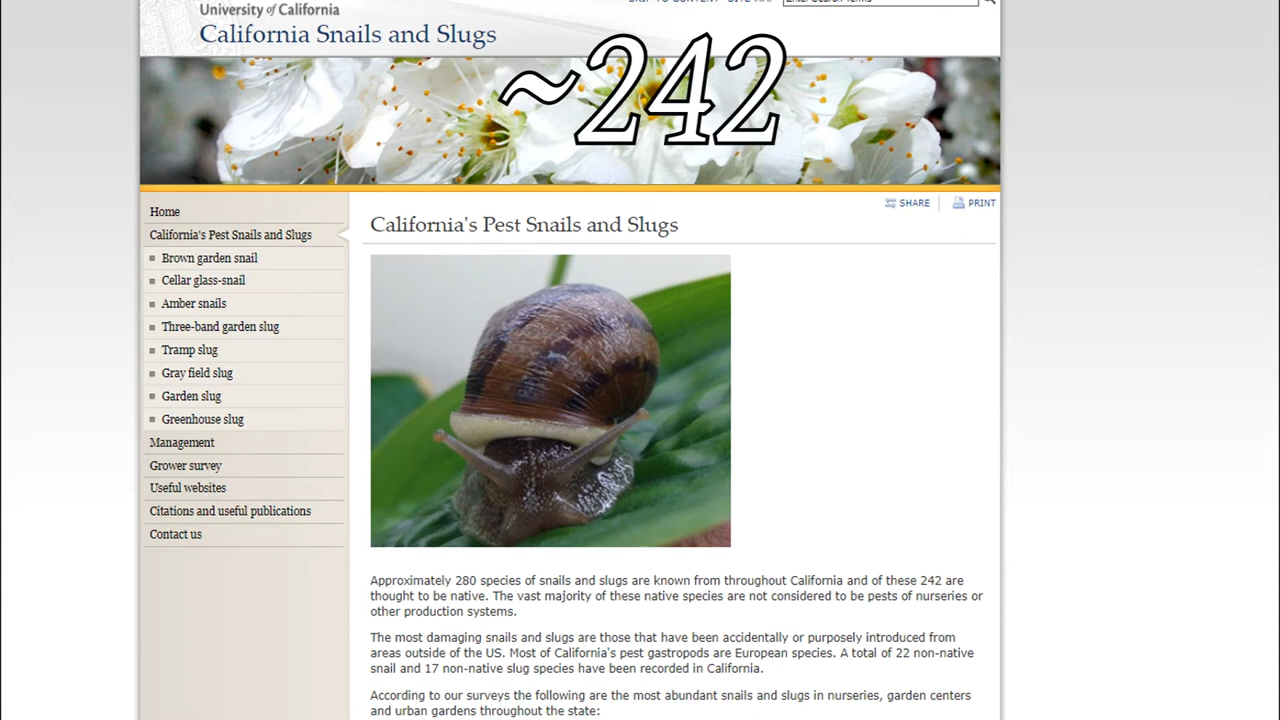 University of California
SKIP TO CONTENT SITE MAP
Enter Search Terms
California Snails and Slugs
~242
SHARE
PRINT
Home
California's Pest Snails and Slugs
Brown garden snail
Cellar glass-snail
Amber snails
Three-band garden slug
Tramp slug
Gray field slug
Garden slug
Greenhouse slug
Management
Grower survey
Useful websites
Citations and useful publications
Contact us
California's Pest Snails and Slugs
Approximately 280 species of snails and slugs are known from throughout California and of these 242 are
thought to be native. The vast majority of these native species are not considered to be pests of nurseries or
other production systems.
The most damaging snails and slugs are those that have been accidentally or purposely introduced from
areas outside of the US. Most of California's pest gastropods are European species. A total of 22 non-native
snail and 17 non-native slug species have been recorded in California.
According to our surveys the following are the most abundant snails and slugs in nurseries, garden centers
and urban gardens throughout the state: